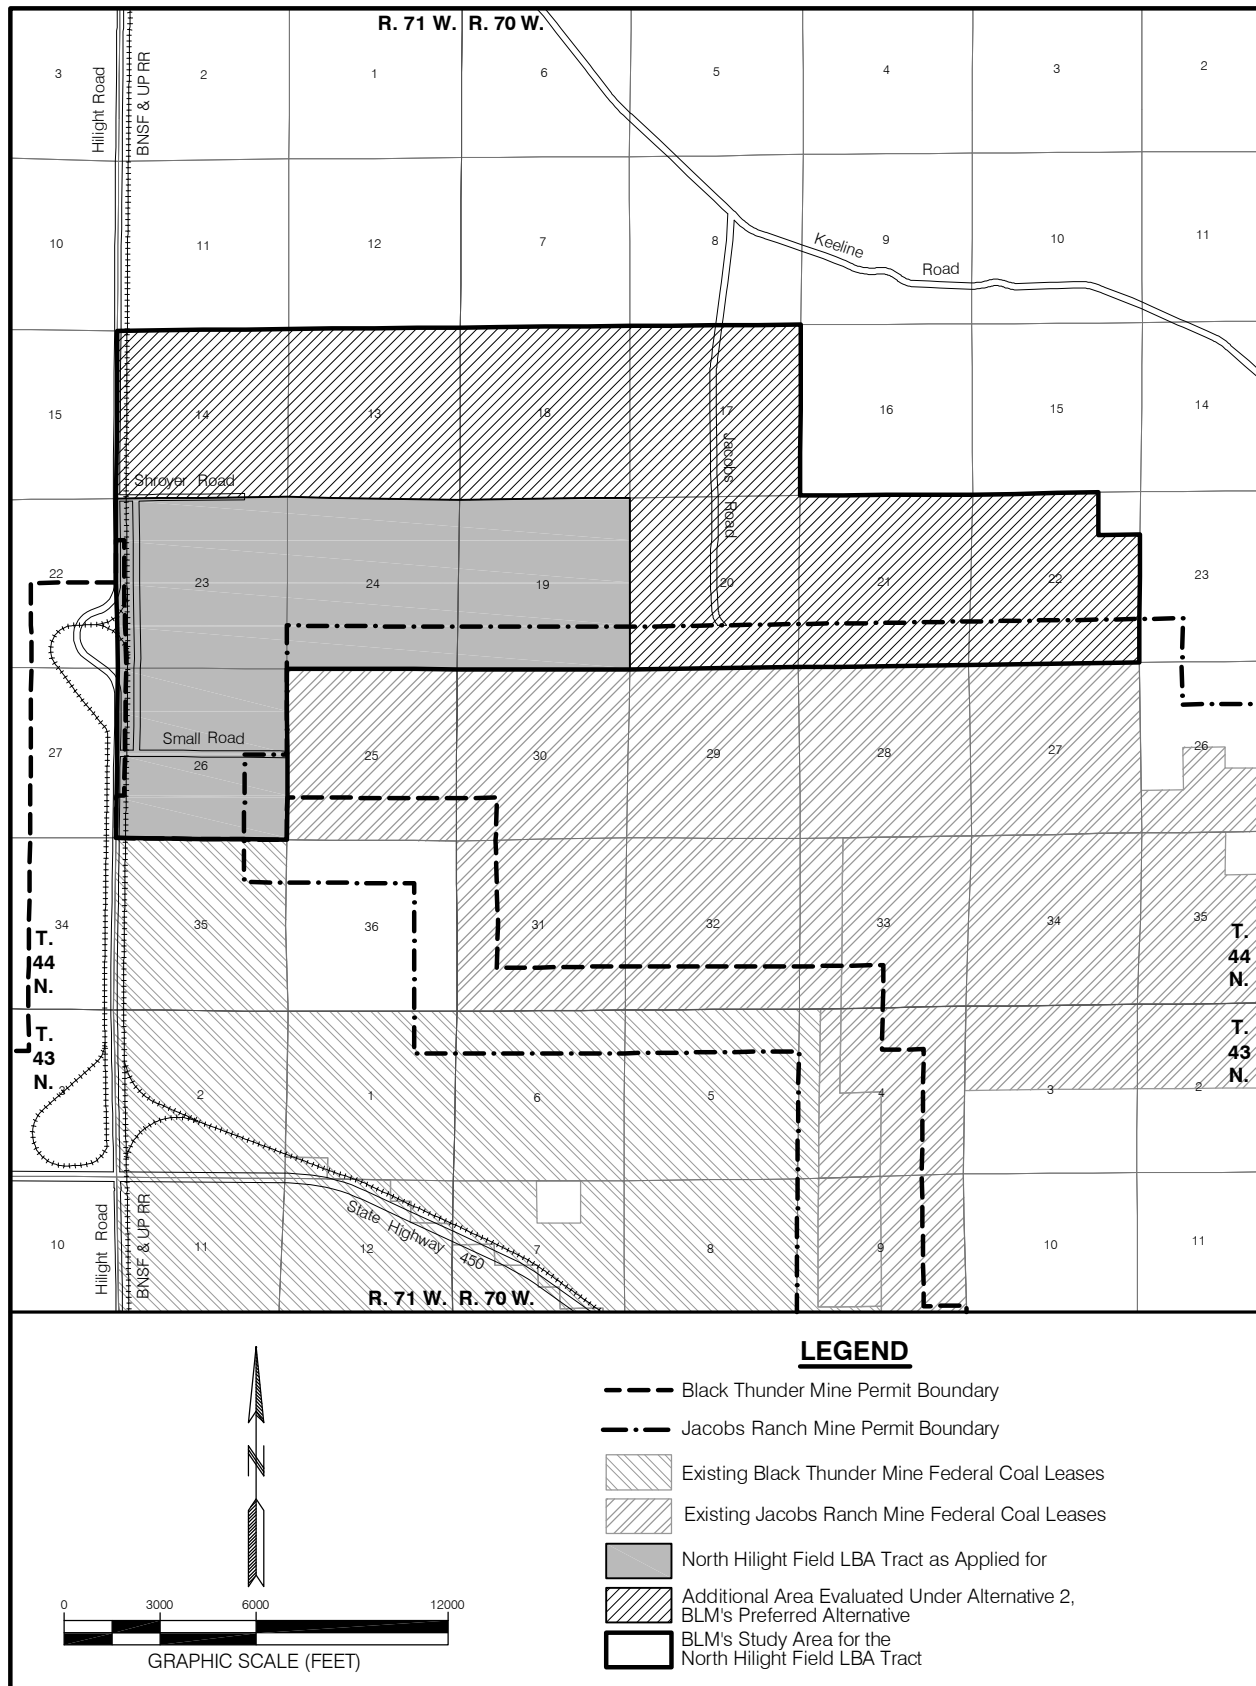 R. 71 W. R. 70 W.
3 2 1 6 5 4 3 2
Hilight Road
BNSF & UP RR
10 11 12 7 8 9 10 11
Keeline
Road
15 14 13 18 17 16 15 14
Jacobs Road
Shroyer Road
22 23 24 19 20 21 22 23
Small Road
27 26 25 30 29 28 27 26
34 35 36 31 32 33 34 35
T.
44
N.
T.
44
N.
T.
43
N.
T.
43
N.
3 2 1 6 5 4 3 2
State Highway 450
10 11 12 7 8 9 10 11
Hilight Road
BNSF & UP RR
R. 71 W. R. 70 W.
LEGEND
Black Thunder Mine Permit Boundary
Jacobs Ranch Mine Permit Boundary
Existing Black Thunder Mine Federal Coal Leases
Existing Jacobs Ranch Mine Federal Coal Leases
North Hilight Field LBA Tract as Applied for
Additional Area Evaluated Under Alternative 2,
BLM's Preferred Alternative
BLM's Study Area for the
North Hilight Field LBA Tract
N
0 3000 6000 12000
GRAPHIC SCALE (FEET)